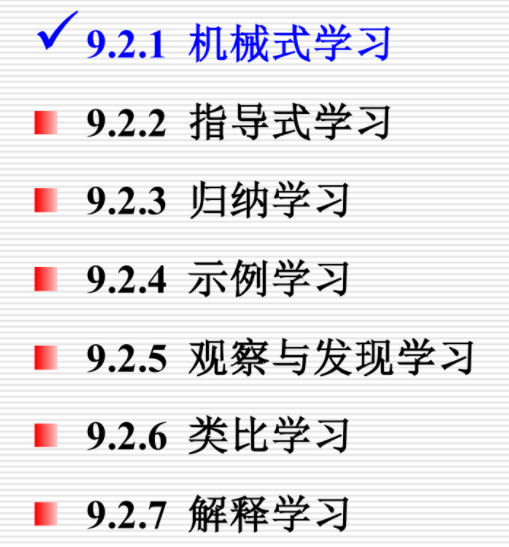 9.2.1 机械式学习
9.2.2 指导式学习
9.2.3 归纳学习
9.2.4 示例学习
9.2.5 观察与发现学习
9.2.6 类比学习
9.2.7 解释学习